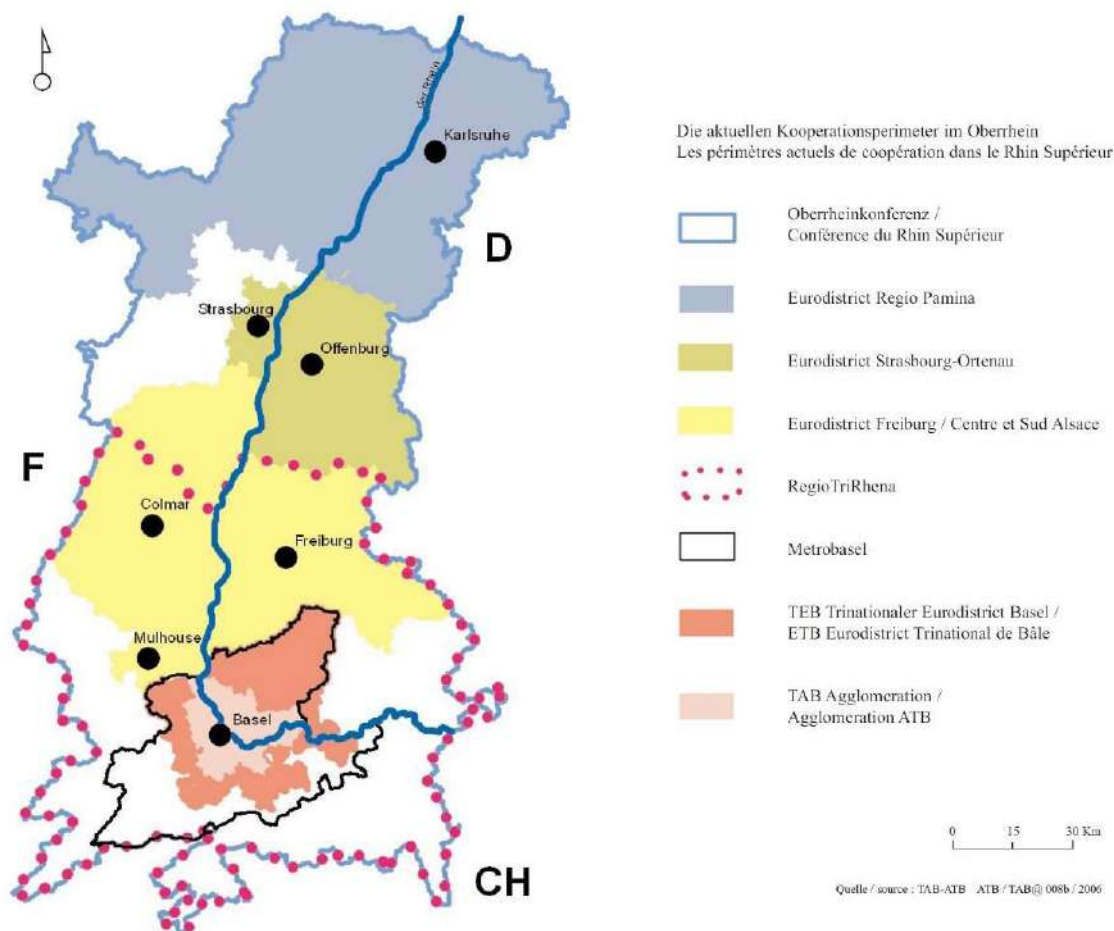 der Rhein
Karlsruhe
D
Strasbourg
Offenburg
F
Colmar
Freiburg
Mulhouse
Basel
CH
Die aktuellen Kooperationsperimeter im Oberrhein
Les périmètres actuels de coopération dans le Rhin Supérieur
Oberrheinkonferenz /
Conférence du Rhin Supérieur
Eurodistrict Regio Pamina
Eurodistrict Strasbourg-Ortenau
Eurodistrict Freiburg / Centre et Sud Alsace
RegioTriRhena
Metrobasel
TEB Trinationaler Eurodistrict Basel /
ETB Eurodistrict Trinational de Bâle
TAB Agglomeration /
Agglomeration ATB
0 15 30 Km
Quelle / source : TAB-ATB ATB / TAB@ 008b / 2006